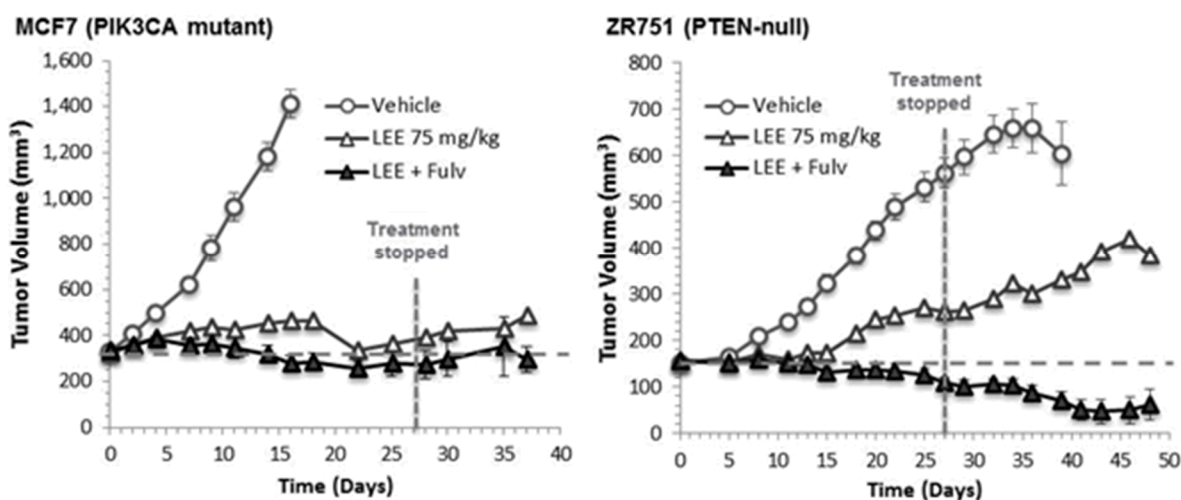 MCF7 (PIK3CA mutant)
1,600
1,400
1,200
1,000
800
600
400
200
0
Tumor Volume (mm³)
Vehicle
LEE 75 mg/kg
LEE + Fulv
Treatment
stopped
0 5 10 15 20 25 30 35 40
Time (Days)
ZR751 (PTEN-null)
800
700
600
500
400
300
200
100
0
Tumor Volume (mm³)
Vehicle
LEE 75 mg/kg
LEE + Fulv
Treatment
stopped
0 5 10 15 20 25 30 35 40 45 50
Time (Days)